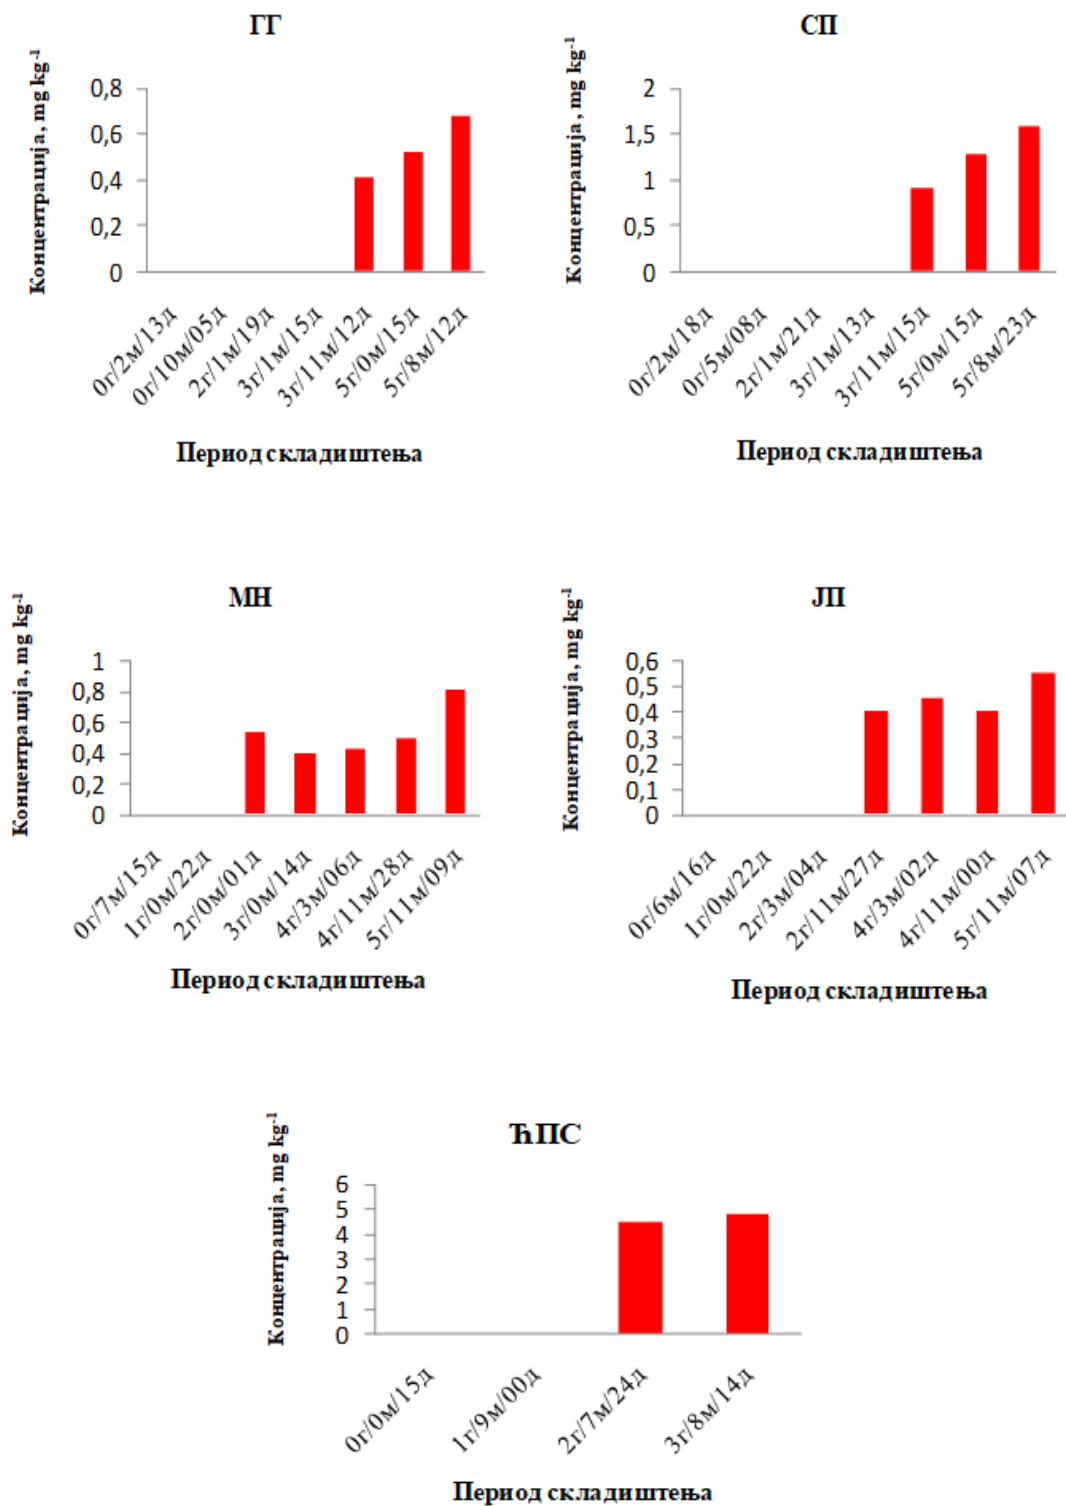 ГГ
Концентрација, mg kg⁻¹
0,8
0,6
0,4
0,2
0
0г/2м/13д
0г/10м/05д
2г/1м/19д
3г/1м/15д
3г/11м/12д
5г/0м/15д
5г/8м/12д
Период складиштења
СП
Концентрација, mg kg⁻¹
2
1,5
1
0,5
0
0г/2м/18д
0г/5м/08д
2г/1м/21д
3г/1м/13д
3г/11м/15д
5г/0м/15д
5г/8м/23д
Период складиштења
МН
Концентрација, mg kg⁻¹
1
0,8
0,6
0,4
0,2
0
0г/7м/15д
1г/0м/22д
2г/0м/01д
3г/0м/14д
4г/3м/06д
4г/11м/28д
5г/11м/09д
Период складиштења
ЈП
Концентрација, mg kg⁻¹
0,6
0,5
0,4
0,3
0,2
0,1
0
0г/6м/16д
1г/0м/22д
2г/3м/04д
2г/11м/27д
4г/3м/02д
4г/11м/00д
5г/11м/07д
Период складиштења
ЋПС
Концентрација, mg kg⁻¹
6
5
4
3
2
1
0
0г/0м/15д
1г/9м/00д
2г/7м/24д
3г/8м/14д
Период складиштења